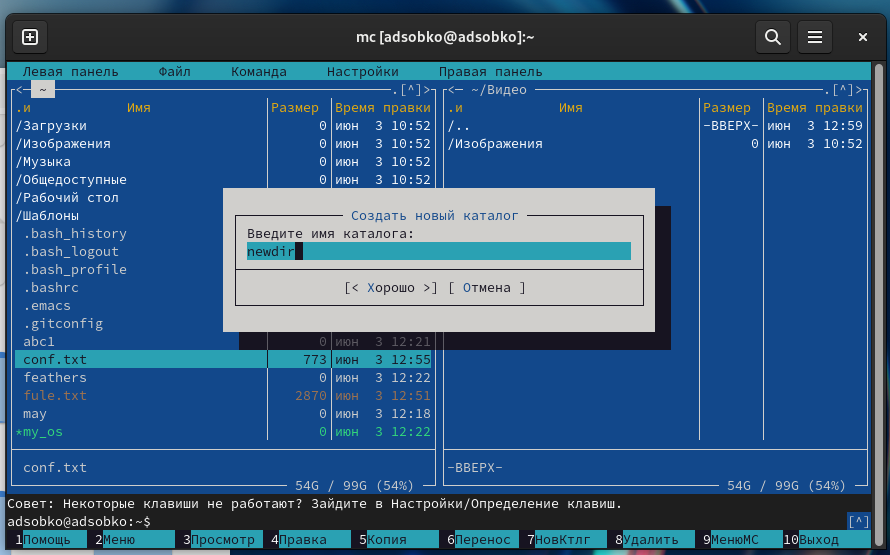 mc [adsobko@adsobko]:~
Левая панель Файл Команда Настройки Правая панель
<─ ~ .[^]> <─ ~/Видео .[^]>
.и Имя Размер Время правки .и Имя Размер Время правки
/Загрузки 0 июн 3 10:52 /.. -ВВЕРХ- июн 3 12:59
/Изображения 0 июн 3 10:52 /Изображения 0 июн 3 10:52
/Музыка 0 июн 3 10:52
/Общедоступные 0 июн 3 10:52
/Рабочий стол
/Шаблоны
Создать новый каталог
.bash_history Введите имя каталога:
.bash_logout newdir
.bash_profile
.bashrc [< Хорошо >] [ Отмена ]
.emacs
.gitconfig
abc1 0 июн 3 12:21
conf.txt 773 июн 3 12:55
feathers 0 июн 3 12:22
fule.txt 2870 июн 3 12:51
may 0 июн 3 12:18
*my_os 0 июн 3 12:22
conf.txt -ВВЕРХ-
54G / 99G (54%) 54G / 99G (54%)
Совет: Некоторые клавиши не работают? Зайдите в Настройки/Определение клавиш.
adsobko@adsobko:~$ [^]
1Помощь 2Меню 3Просмотр 4Правка 5Копия 6Перенос 7НовКтлг 8Удалить 9МенюMC 10Выход